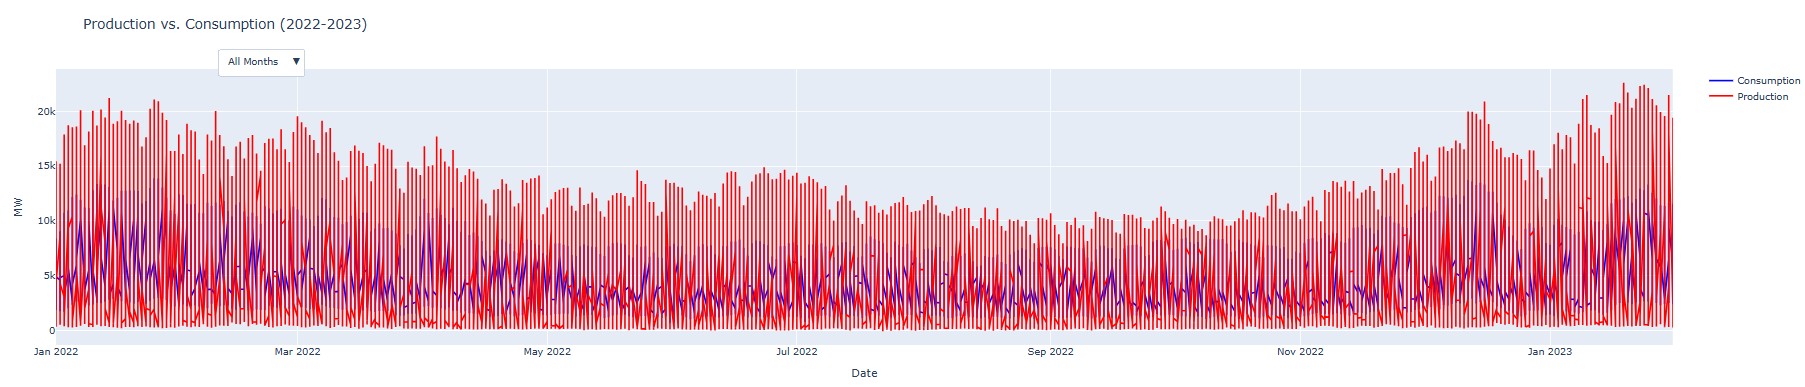 Production vs. Consumption (2022-2023)
All Months ▼
Consumption
Production
20k
15k
10k
5k
0
MW
Jan 2022 Mar 2022 May 2022 Jul 2022 Sep 2022 Nov 2022 Jan 2023
Date